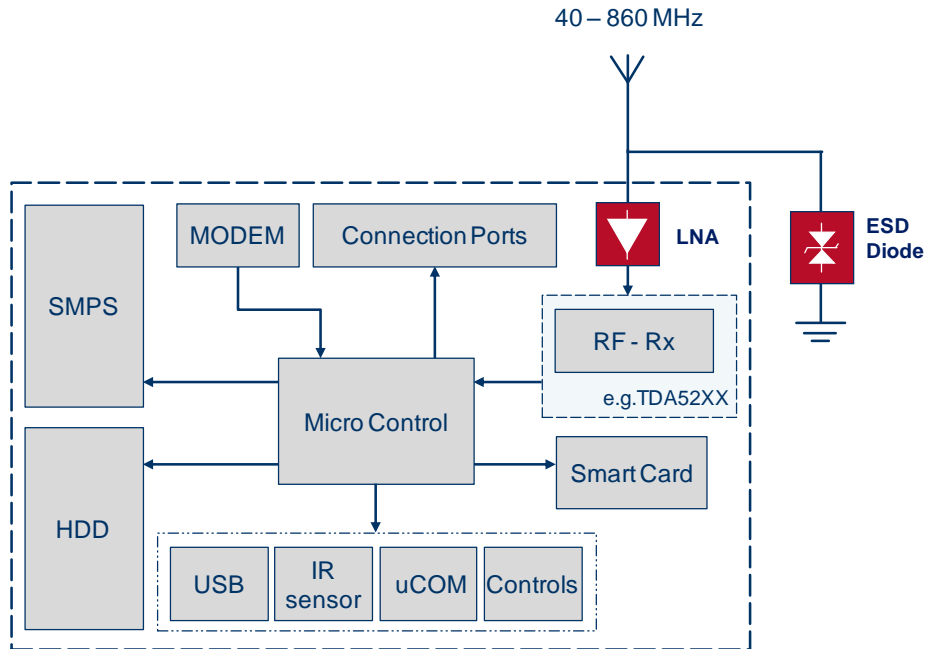 40 – 860 MHz
MODEM
Connection Ports
LNA
ESD
Diode
SMPS
RF - Rx
e.g.TDA52XX
Micro Control
Smart Card
HDD
USB
IR
sensor
uCOM
Controls